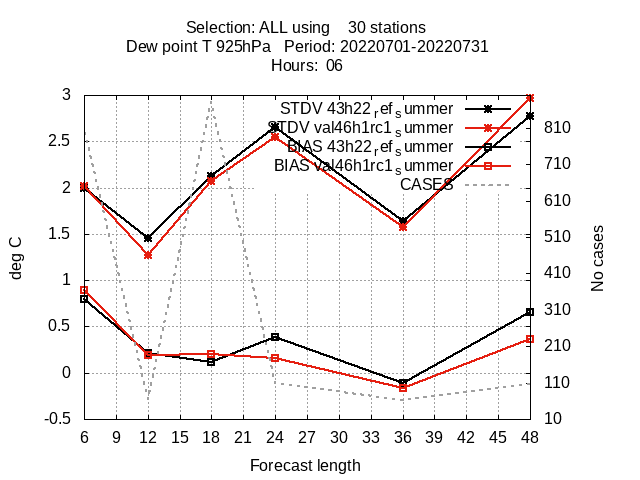 Selection: ALL using    30 stations
Dew point T 925hPa   Period: 20220701-20220731
Hours:  06
STDV 43h22_ref_summer
STDV val46h1rc1_summer
BIAS 43h22_ref_summer
BIAS val46h1rc1_summer
CASES
3
2.5
2
1.5
1
0.5
0
-0.5
deg C
810
710
610
510
410
310
210
110
10
No cases
6 9 12 15 18 21 24 27 30 33 36 39 42 45 48
Forecast length